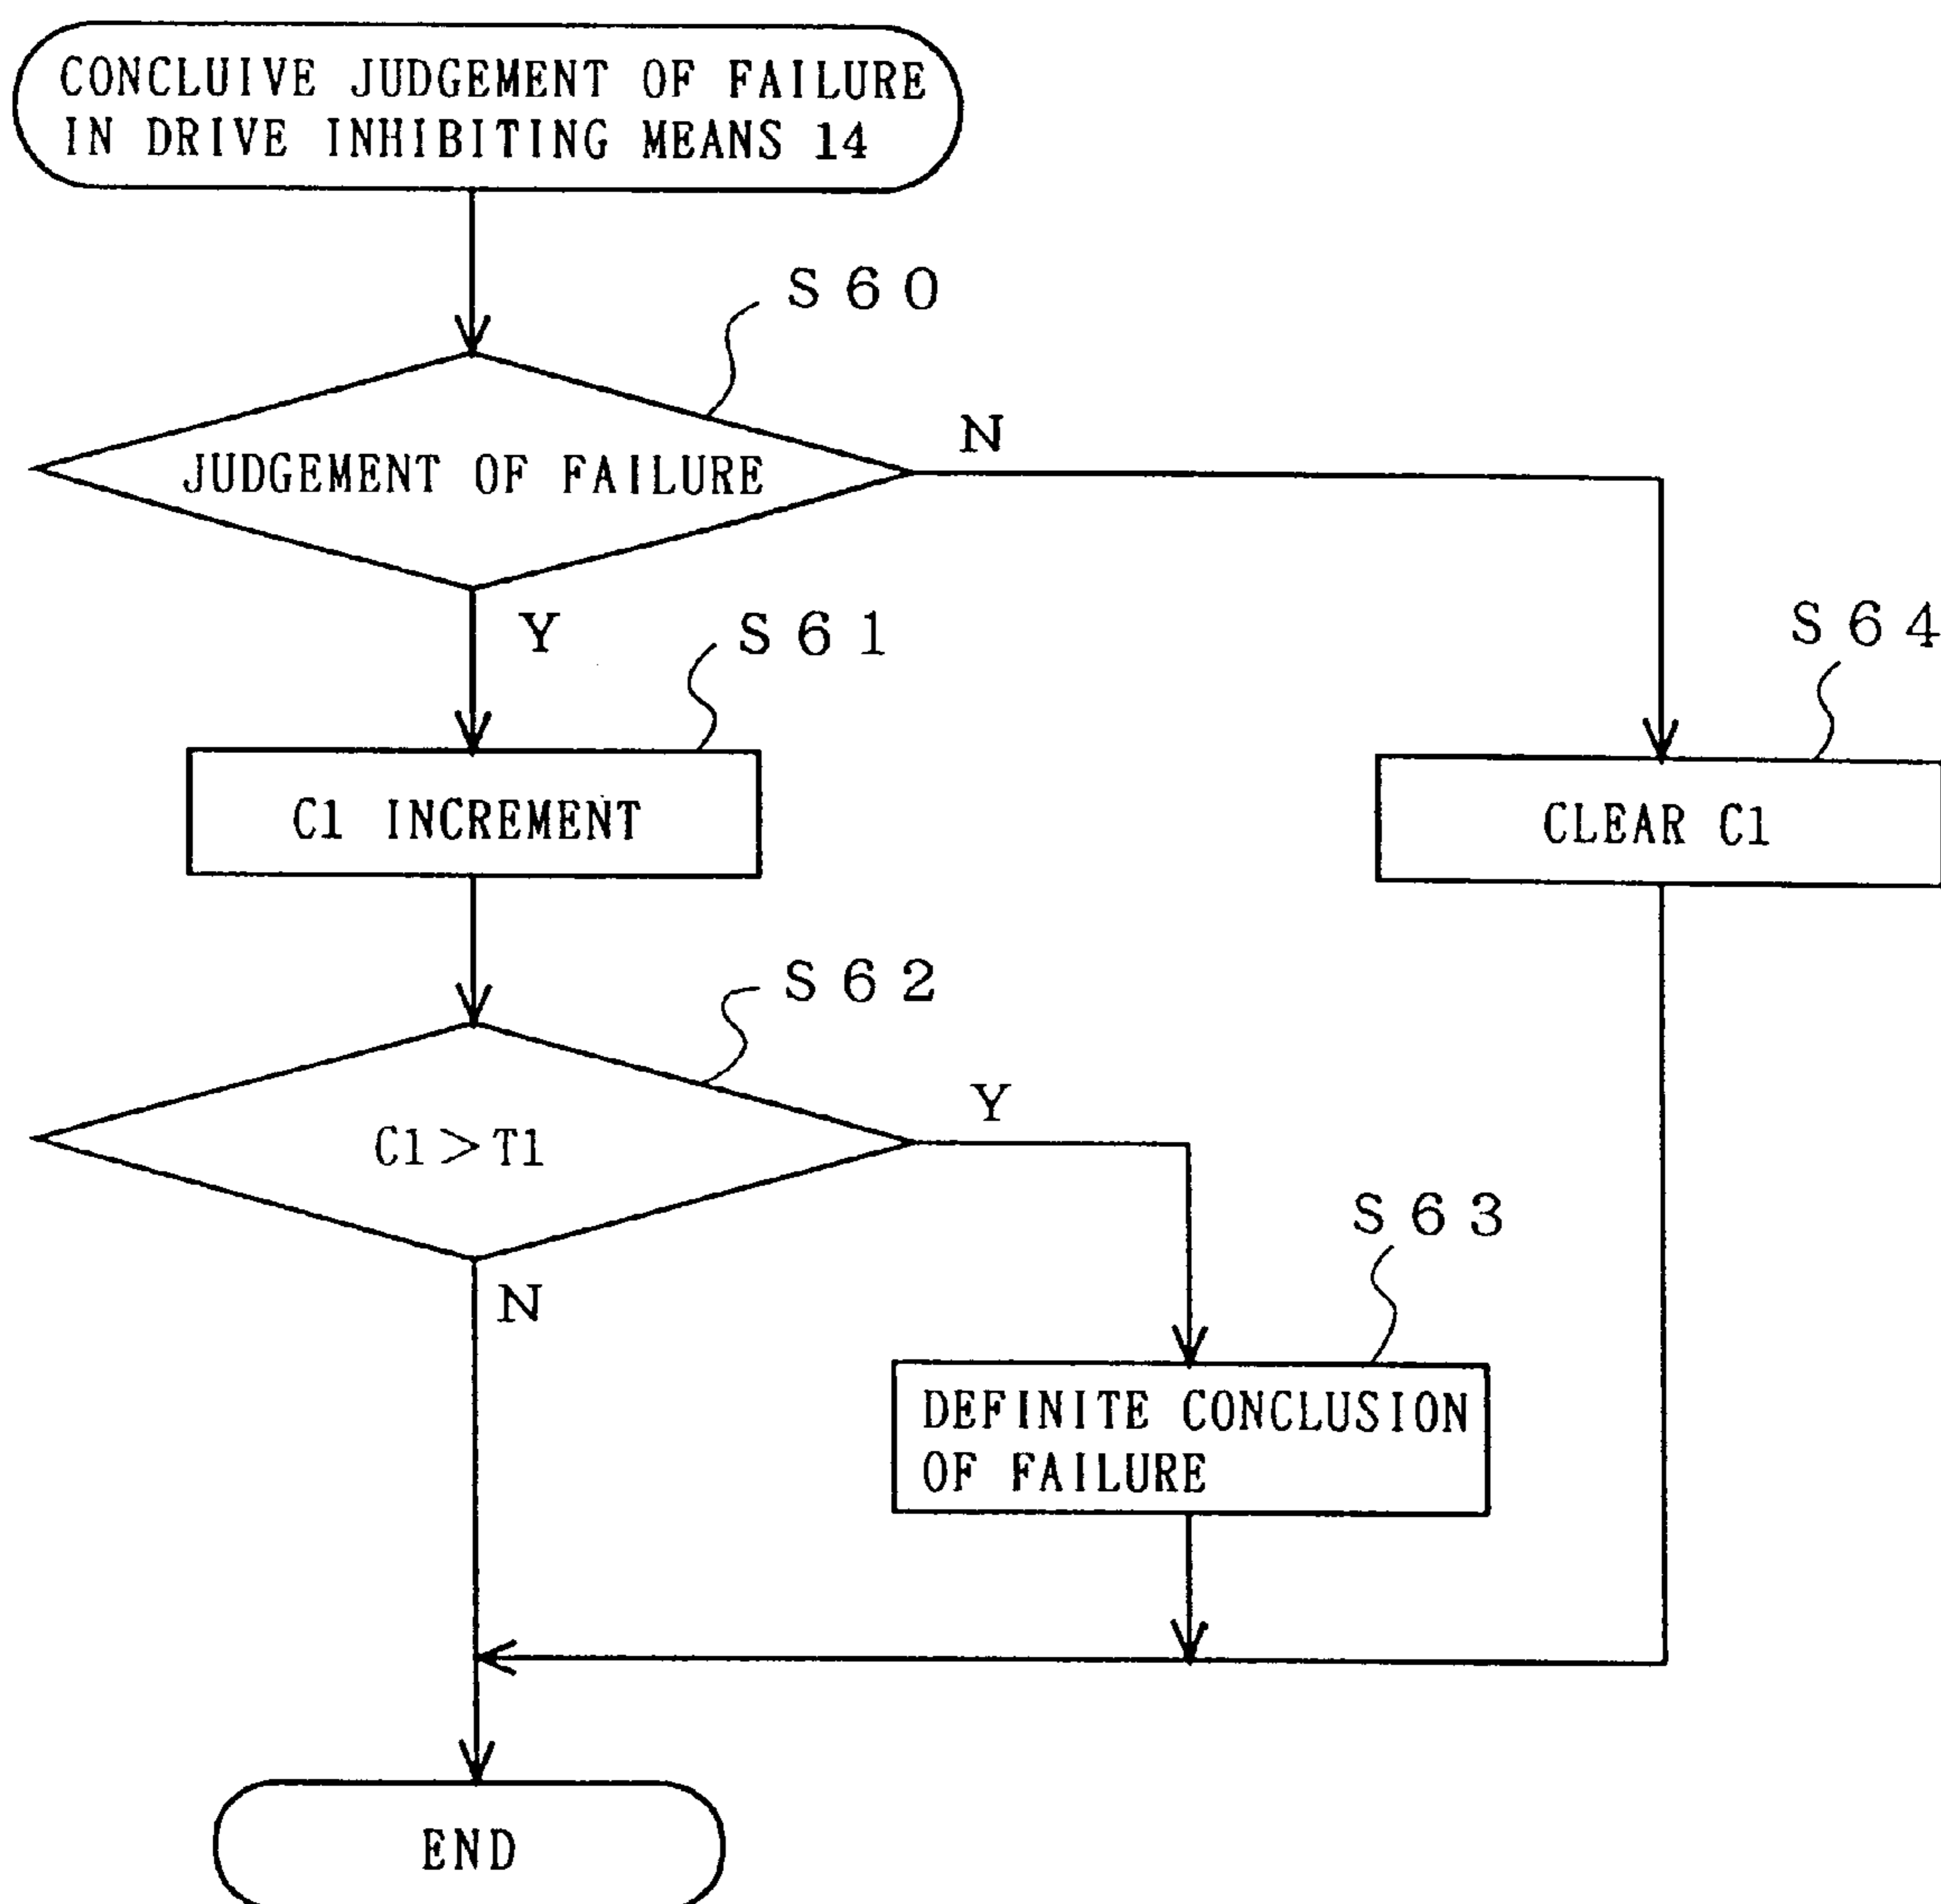 CONCLUIVE JUDGEMENT OF FAILURE
IN DRIVE INHIBITING MEANS 14
S60
JUDGEMENT OF FAILURE
N
Y
S61
S64
C1 INCREMENT
CLEAR C1
S62
C1>T1
Y
S63
N
DEFINITE CONCLUSION
OF FAILURE
END